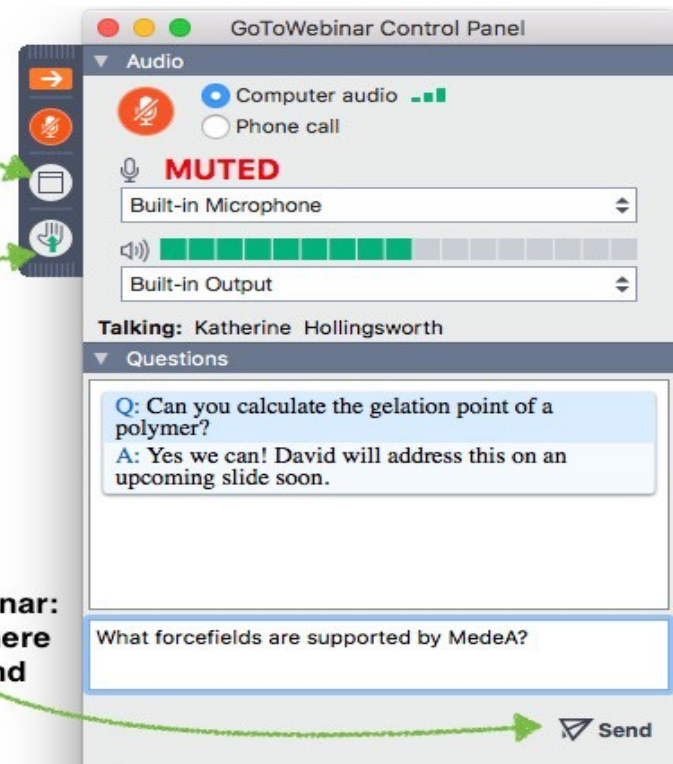 GoToWebinar Control Panel
Audio
Computer audio
Phone call
MUTED
Built-in Microphone
Built-in Output
Talking: Katherine Hollingsworth
Questions
Q: Can you calculate the gelation point of a
polymer?
A: Yes we can! David will address this on an
upcoming slide soon.
What forcefields are supported by MedeA?
Send